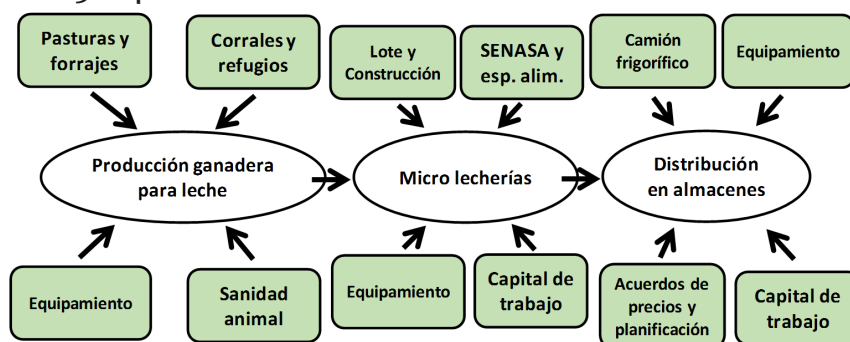 Pasturas y
forrajes
Corrales y
refugios
Lote y
Construcción
SENASA y
esp. alim.
Camión
frigorífico
Equipamiento
Producción ganadera
para leche
Micro lecherías
Distribución
en almacenes
Equipamiento
Sanidad
animal
Equipamiento
Capital de
trabajo
Acuerdos de
precios y
planificación
Capital de
trabajo